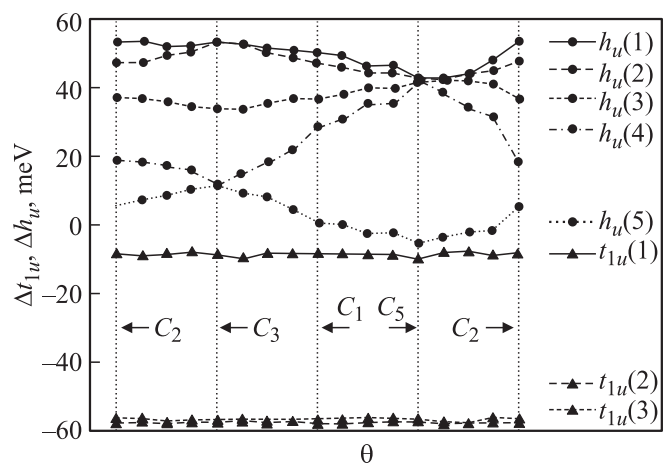 60
40
20
0
−20
−40
−60
Δt₁ᵤ, Δhᵤ, meV
hᵤ(1)
hᵤ(2)
hᵤ(3)
hᵤ(4)
hᵤ(5)
t₁ᵤ(1)
C₂
C₃
C₁ C₅
C₂
t₁ᵤ(2)
t₁ᵤ(3)
θ